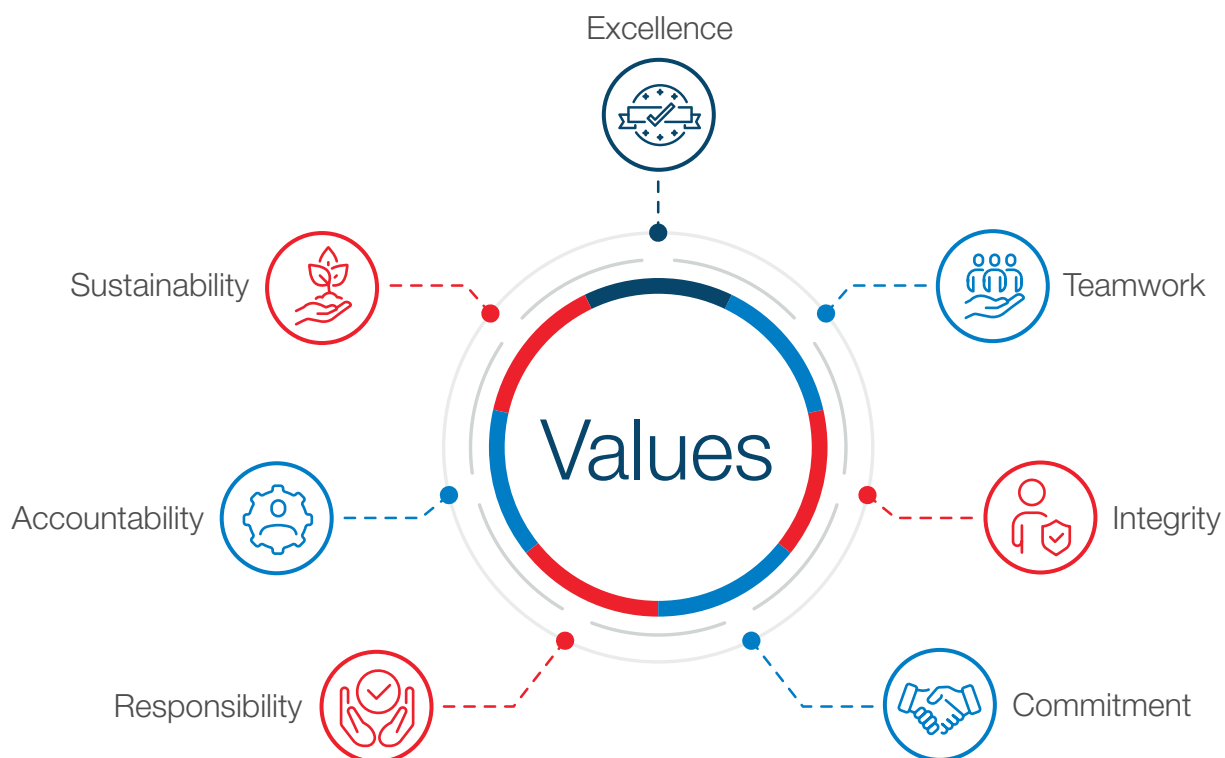 Excellence
Sustainability
Teamwork
Values
Accountability
Integrity
Responsibility
Commitment